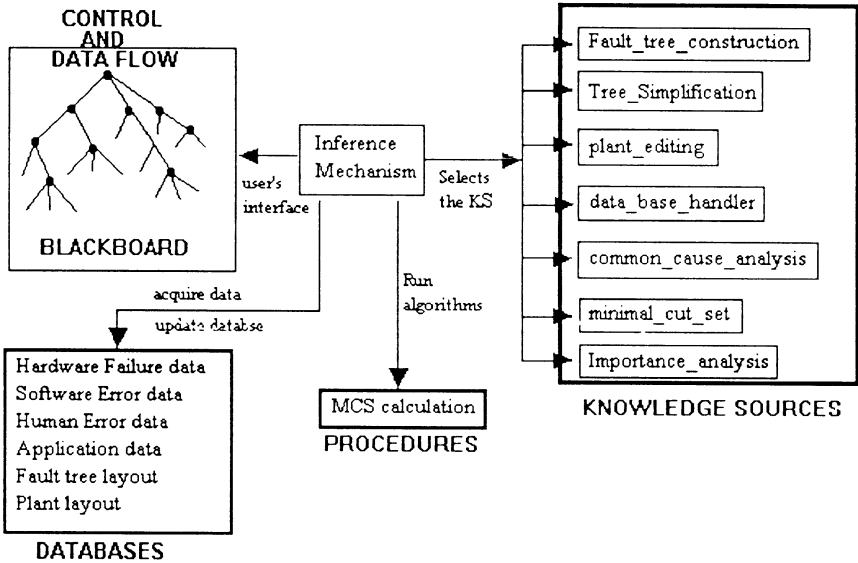 CONTROL
AND
DATA FLOW
BLACKBOARD
user's
interface
Inference
Mechanism
Selects
the KS
Fault_tree_construction
Tree_Simplification
plant_editing
data_base_handler
common_cause_analysis
minimal_cut_set
Importance_analysis
KNOWLEDGE SOURCES
acquire data
update databse
Run
algorithms
Hardware Failure data
Software Error data
Human Error data
Application data
Fault tree layout
Plant layout
DATABASES
MCS calculation
PROCEDURES